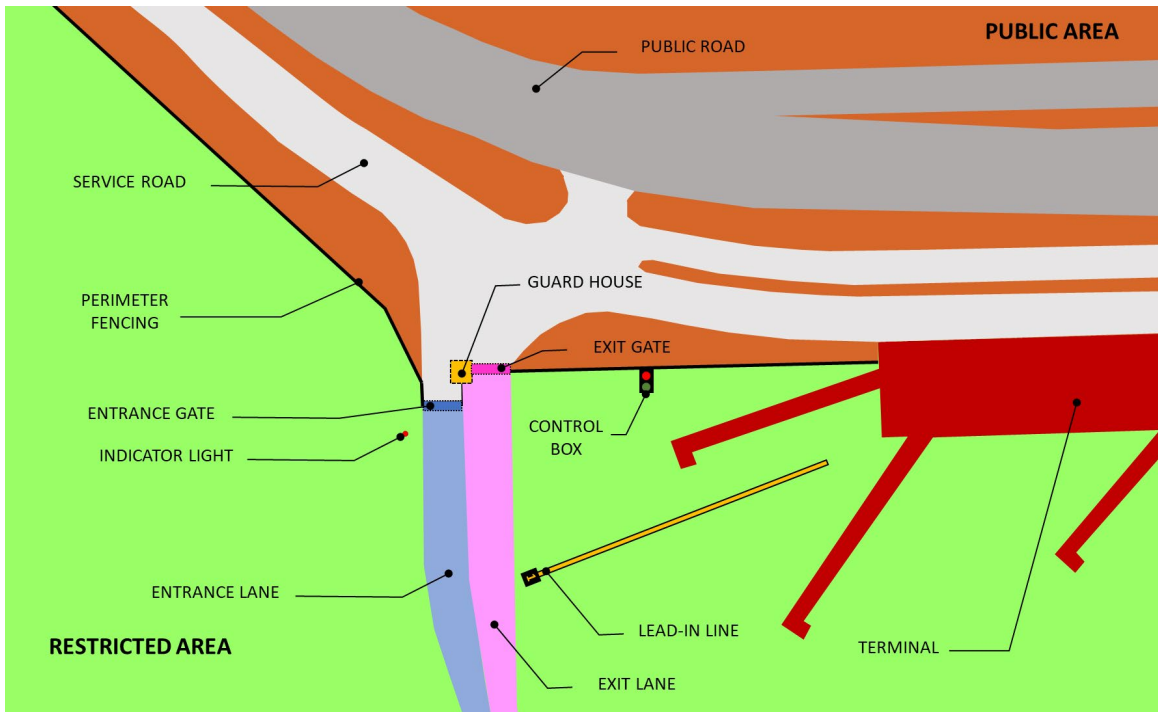 PUBLIC AREA
PUBLIC ROAD
SERVICE ROAD
GUARD HOUSE
PERIMETER
FENCING
EXIT GATE
ENTRANCE GATE
CONTROL
BOX
INDICATOR LIGHT
1
ENTRANCE LANE
LEAD-IN LINE
RESTRICTED AREA
TERMINAL
EXIT LANE